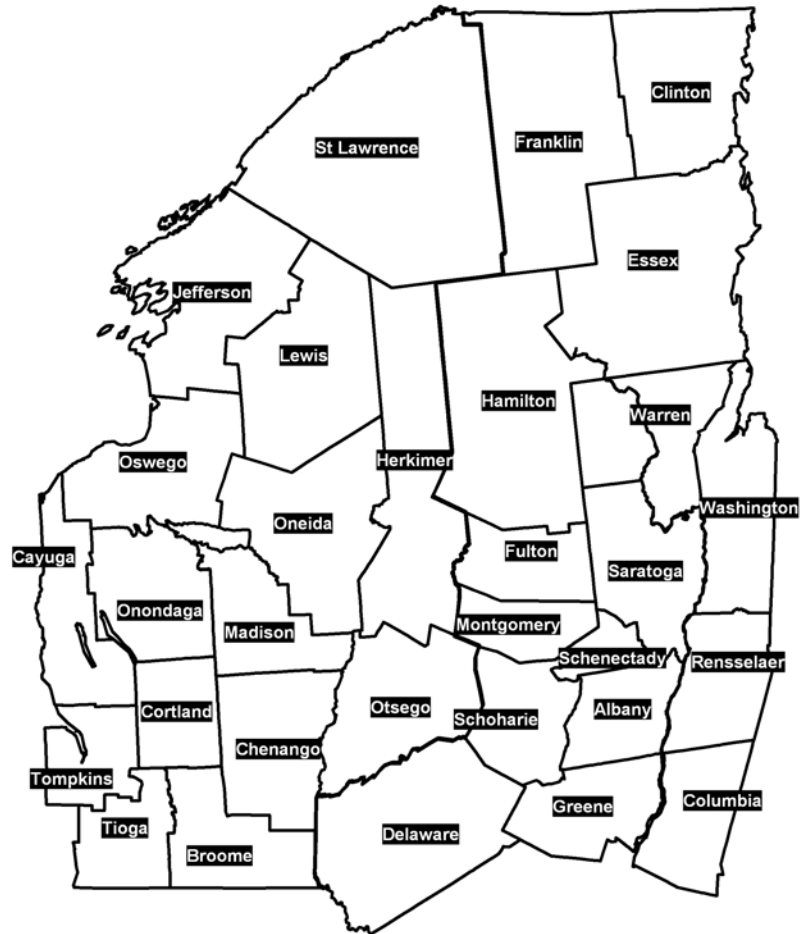 Clinton
St Lawrence
Franklin
Essex
Jefferson
Lewis
Hamilton
Warren
Oswego
Herkimer
Washington
Oneida
Cayuga
Fulton
Saratoga
Onondaga
Madison
Montgomery
Schenectady
Rensselaer
Cortland
Otsego
Schoharie
Albany
Chenango
Tompkins
Tioga
Broome
Delaware
Greene
Columbia